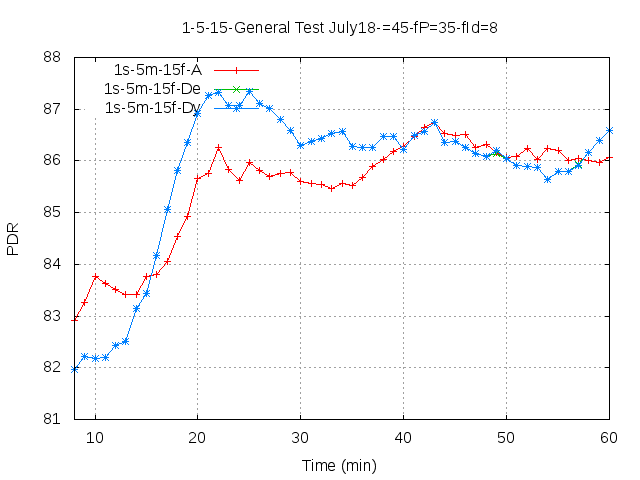 1-5-15-General Test July18-=45-fP=35-fId=8
88
87
86
85
84
83
82
81
PDR
1s-5m-15f-A
1s-5m-15f-De
1s-5m-15f-Dy
10
20
30
40
50
60
Time (min)